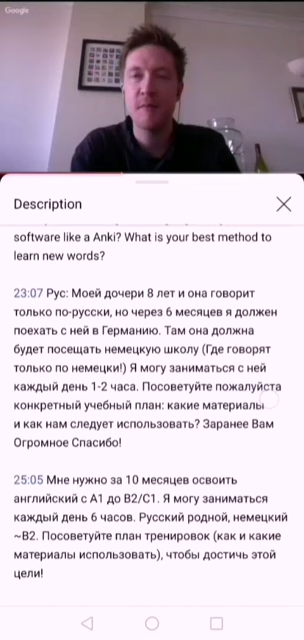 Google
Description
software like a Anki? What is your best method to
learn new words?
23:07 Рус: Моей дочери 8 лет и она говорит
только по-русски, но через 6 месяцев я должен
поехать с ней в Германию. Там она должна
будет посещать немецкую школу (Где говорят
только по немецки!) Я могу заниматься с ней
каждый день 1-2 часа. Посоветуйте пожалуйста
конкретный учебный план: какие материалы
и как нам следует использовать? Заранее Вам
Огромное Спасибо!
25:05 Мне нужно за 10 месяцев освоить
английский с А1 до В2/С1. Я могу заниматься
каждый день 6 часов. Русский родной, немецкий
~В2. Посоветуйте план тренировок (как и какие
материалы использовать), чтобы достичь этой
цели!